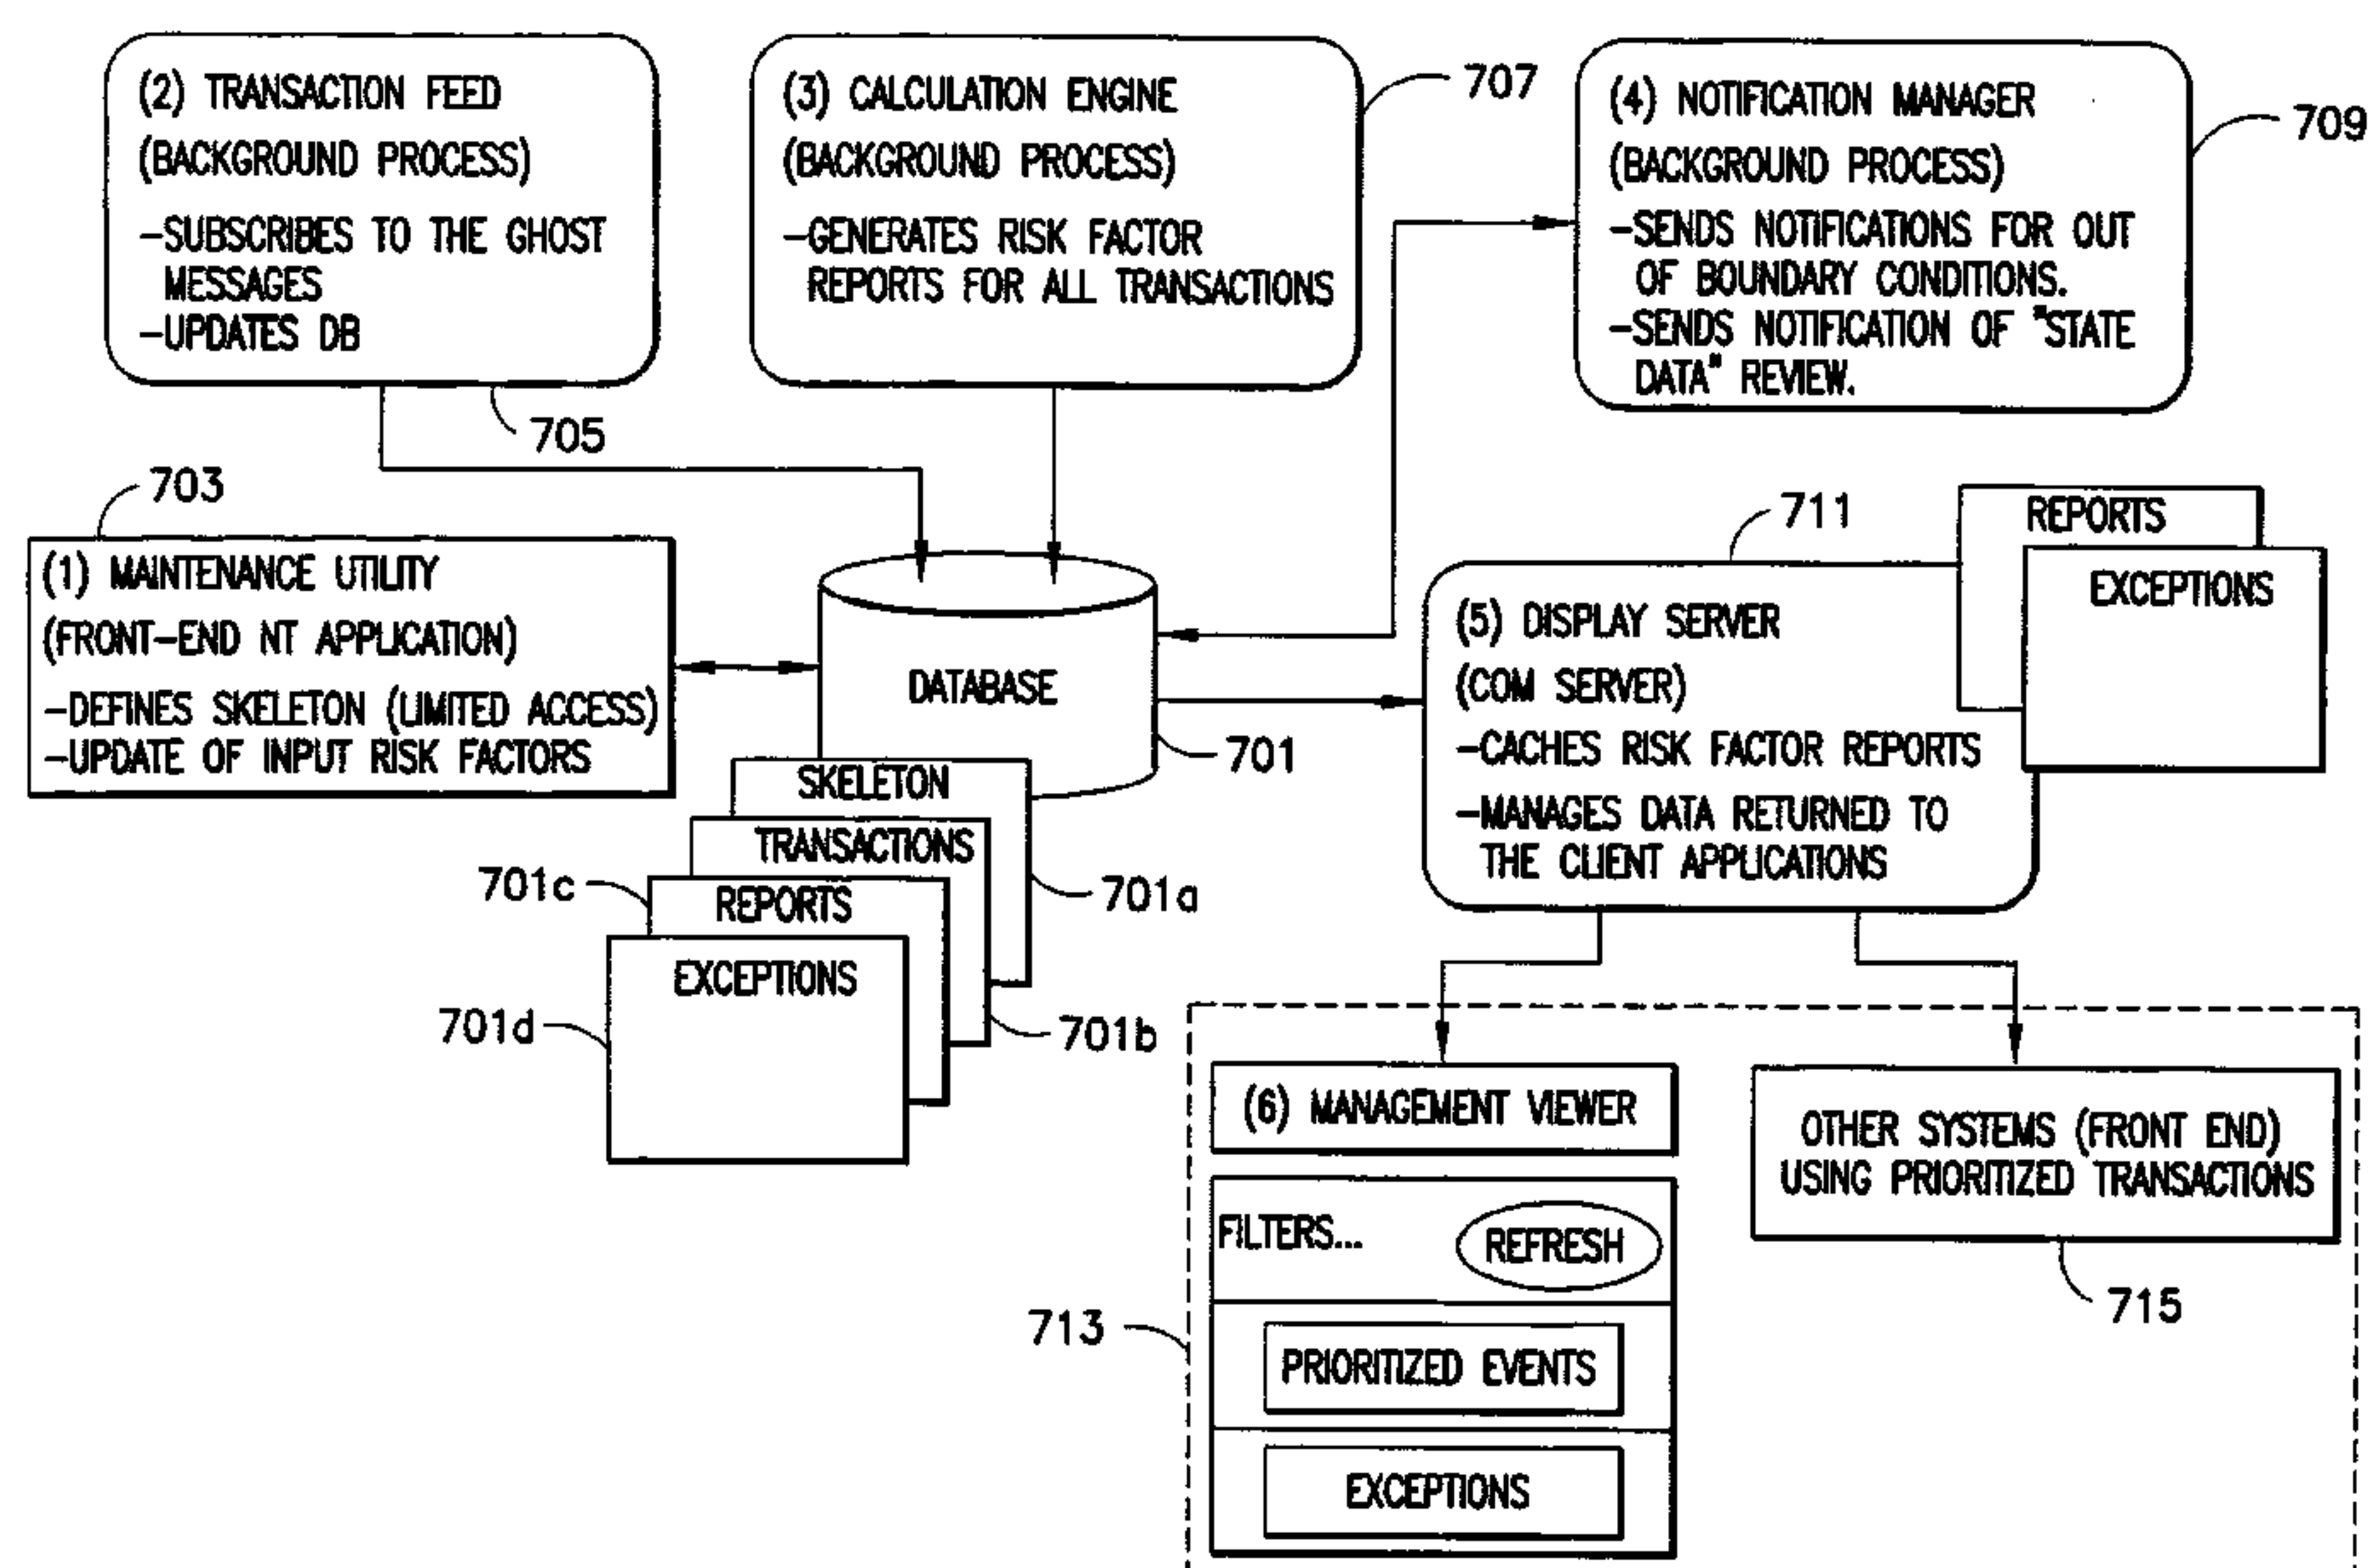 (2) TRANSACTION FEED
(BACKGROUND PROCESS)
-SUBSCRIBES TO THE GHOST
MESSAGES
-UPDATES DB
705
(3) CALCULATION ENGINE
(BACKGROUND PROCESS)
-GENERATES RISK FACTOR
REPORTS FOR ALL TRANSACTIONS
707
(4) NOTIFICATION MANAGER
(BACKGROUND PROCESS)
-SENDS NOTIFICATIONS FOR OUT
OF BOUNDARY CONDITIONS.
-SENDS NOTIFICATION OF "STATE
DATA" REVIEW.
709
703
(1) MAINTENANCE UTILITY
(FRONT-END NT APPLICATION)
-DEFINES SKELETON (LIMITED ACCESS)
-UPDATE OF INPUT RISK FACTORS
DATABASE
701
SKELETON
TRANSACTIONS
REPORTS
EXCEPTIONS
701c
701a
701d
701b
711
REPORTS
EXCEPTIONS
(5) DISPLAY SERVER
(COM SERVER)
-CACHES RISK FACTOR REPORTS
-MANAGES DATA RETURNED TO
THE CLIENT APPLICATIONS
(6) MANAGEMENT VIEWER
FILTERS...
REFRESH
PRIORITIZED EVENTS
EXCEPTIONS
713
OTHER SYSTEMS (FRONT END)
USING PRIORITIZED TRANSACTIONS
715